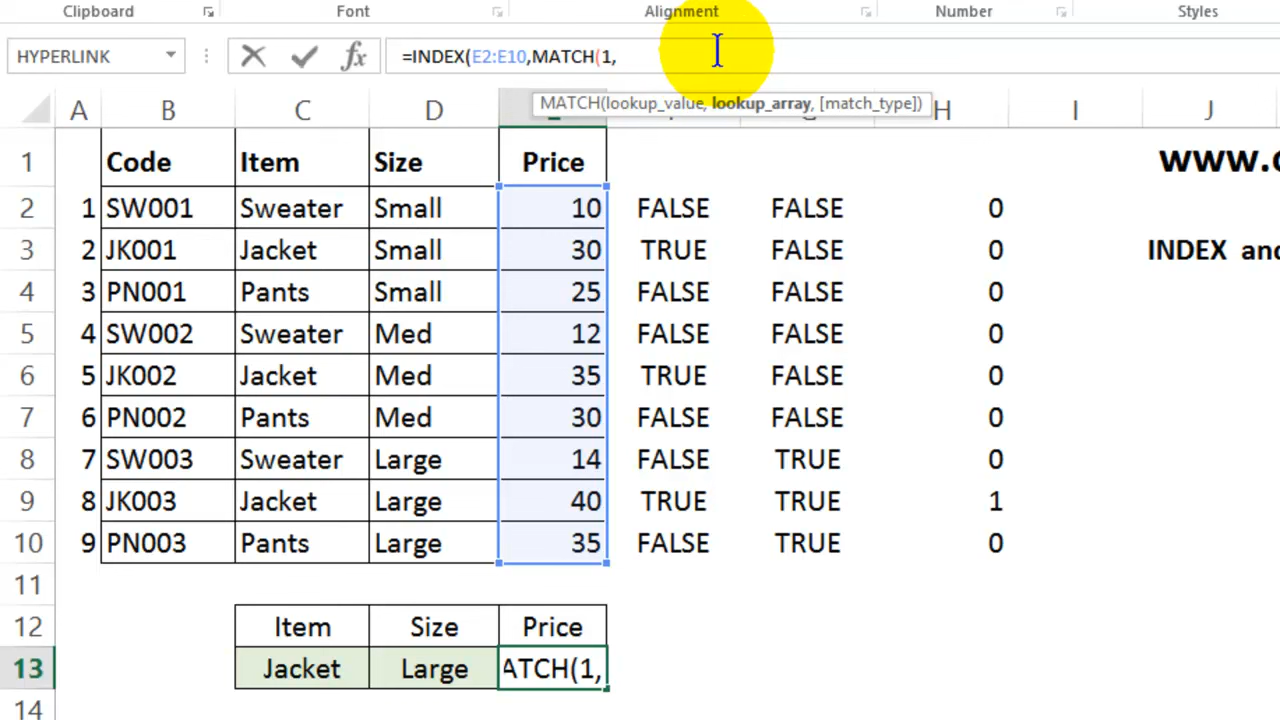 Clipboard Font Alignment Number Styles
HYPERLINK fx =INDEX(E2:E10,MATCH(1,
MATCH(lookup_value, lookup_array, [match_type])
A B C D H I J
1 Code Item Size Price www.
2 1 SW001 Sweater Small 10 FALSE FALSE 0
3 2 JK001 Jacket Small 30 TRUE FALSE 0 INDEX and
4 3 PN001 Pants Small 25 FALSE FALSE 0
5 4 SW002 Sweater Med 12 FALSE FALSE 0
6 5 JK002 Jacket Med 35 TRUE FALSE 0
7 6 PN002 Pants Med 30 FALSE FALSE 0
8 7 SW003 Sweater Large 14 FALSE TRUE 0
9 8 JK003 Jacket Large 40 TRUE TRUE 1
10 9 PN003 Pants Large 35 FALSE TRUE 0
11
12 Item Size Price
13 Jacket Large ATCH(1,
14